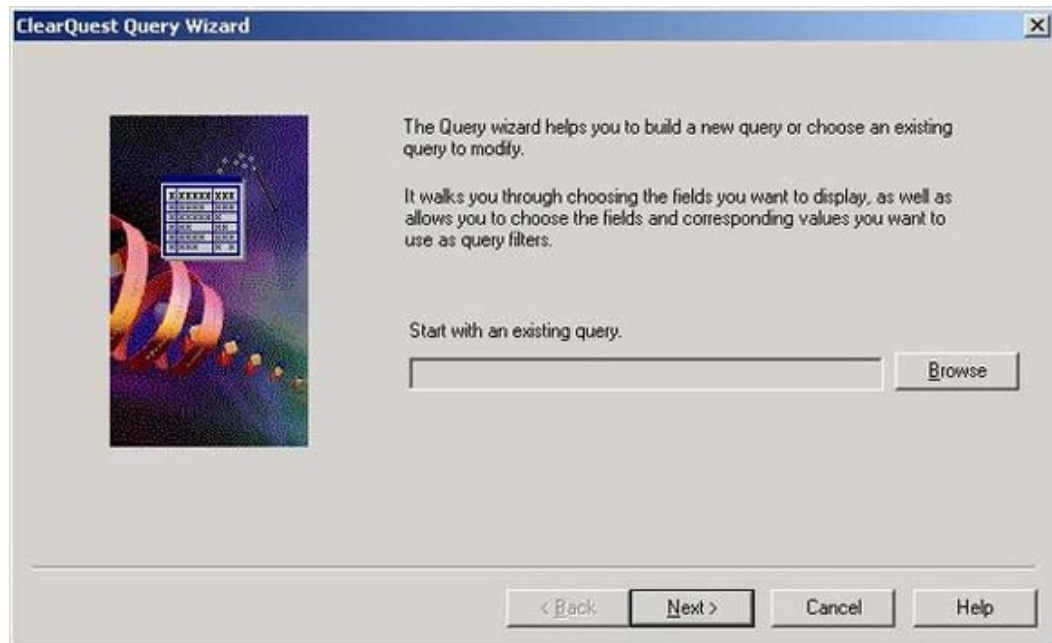 ClearQuest Query Wizard
The Query wizard helps you to build a new query or choose an existing
query to modify.
It walks you through choosing the fields you want to display, as well as
allows you to choose the fields and corresponding values you want to
use as query filters.
Start with an existing query.
Browse
< Back
Next >
Cancel
Help